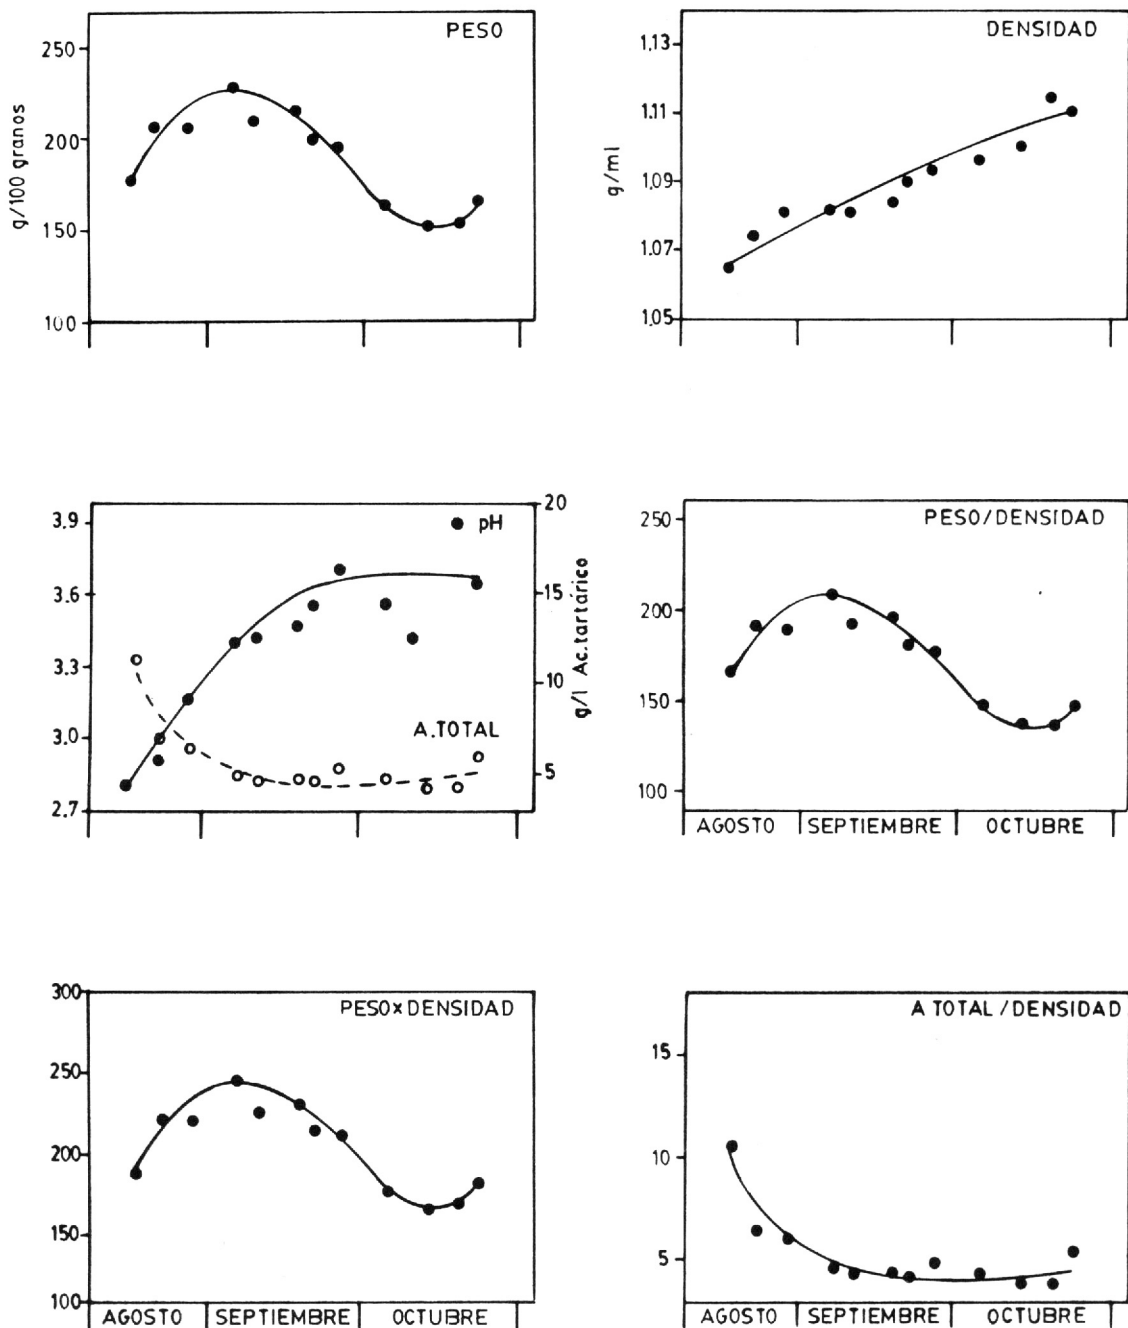 PESO
250
200
150
100
g/100 granos
DENSIDAD
1.13
1.11
1.09
1.07
1.05
g/ml
3.9
3.6
3.3
3.0
2.7
pH
A.TOTAL
20
15
10
5
g/l Ac.tartárico
PESO/DENSIDAD
250
200
150
100
AGOSTO SEPTIEMBRE OCTUBRE
PESOxDENSIDAD
300
250
200
150
100
AGOSTO SEPTIEMBRE OCTUBRE
A TOTAL/DENSIDAD
15
10
5
AGOSTO SEPTIEMBRE OCTUBRE